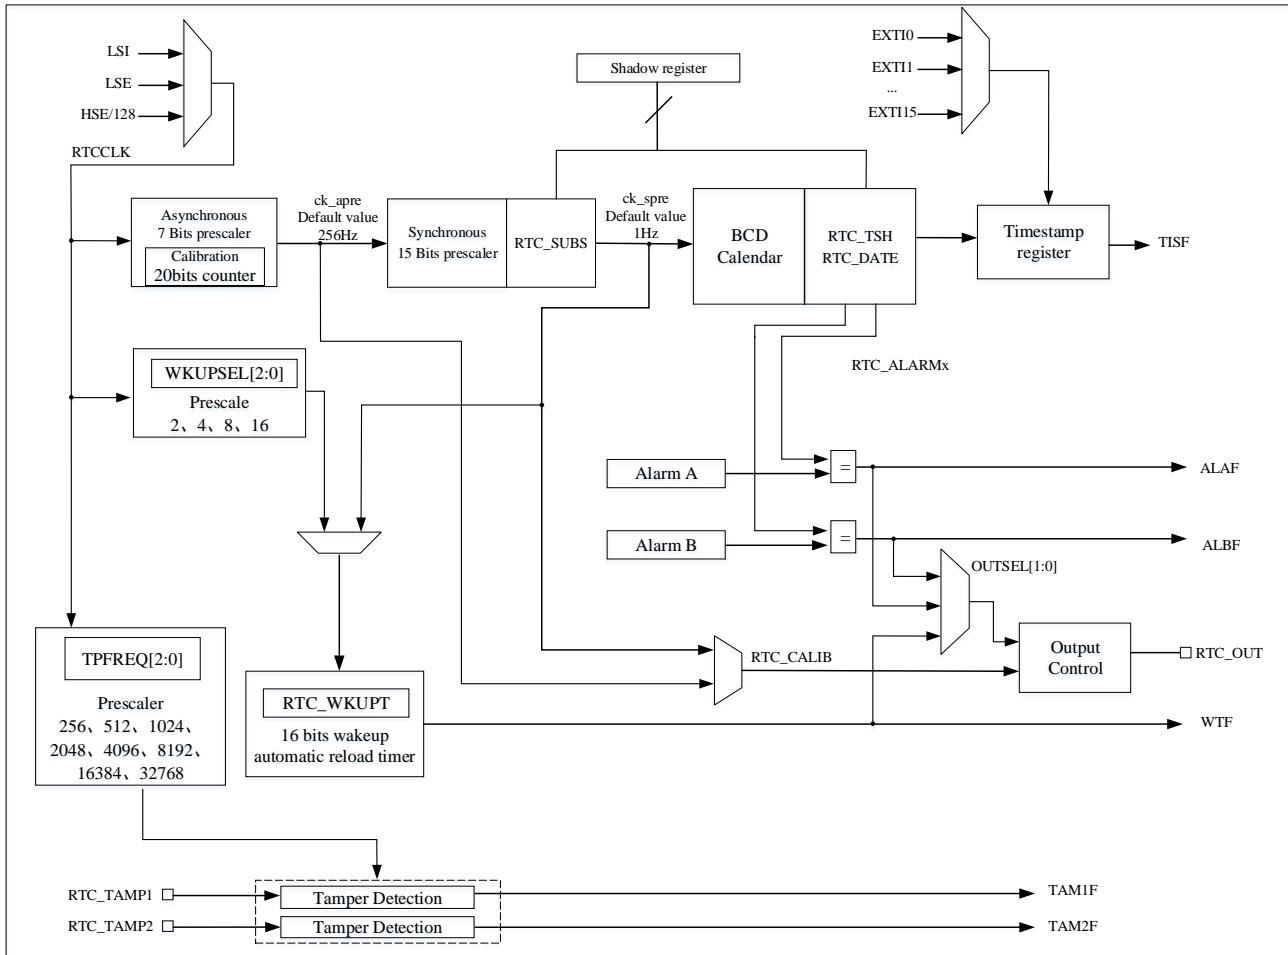 LSI
LSE
HSE/128
RTCCLK
EXTI0
EXTI1
...
EXTI15
Shadow register
Asynchronous
7 Bits prescaler
Calibration
20bits counter
ck_apre
Default value
256Hz
Synchronous
15 Bits prescaler
RTC_SUBS
ck_spre
Default value
1Hz
BCD
Calendar
RTC_TSH
RTC_DATE
Timestamp
register
TISF
WKUPSEL[2:0]
Prescale
2、4、8、16
RTC_ALARMx
Alarm A
=
ALAF
Alarm B
=
ALBF
OUTSEL[1:0]
TPFREQ[2:0]
Prescaler
256、512、1024、
2048、4096、8192、
16384、32768
RTC_WKUPT
16 bits wakeup
automatic reload timer
RTC_CALIB
Output
Control
RTC_OUT
WTF
RTC_TAMP1
Tamper Detection
TAM1F
RTC_TAMP2
Tamper Detection
TAM2F